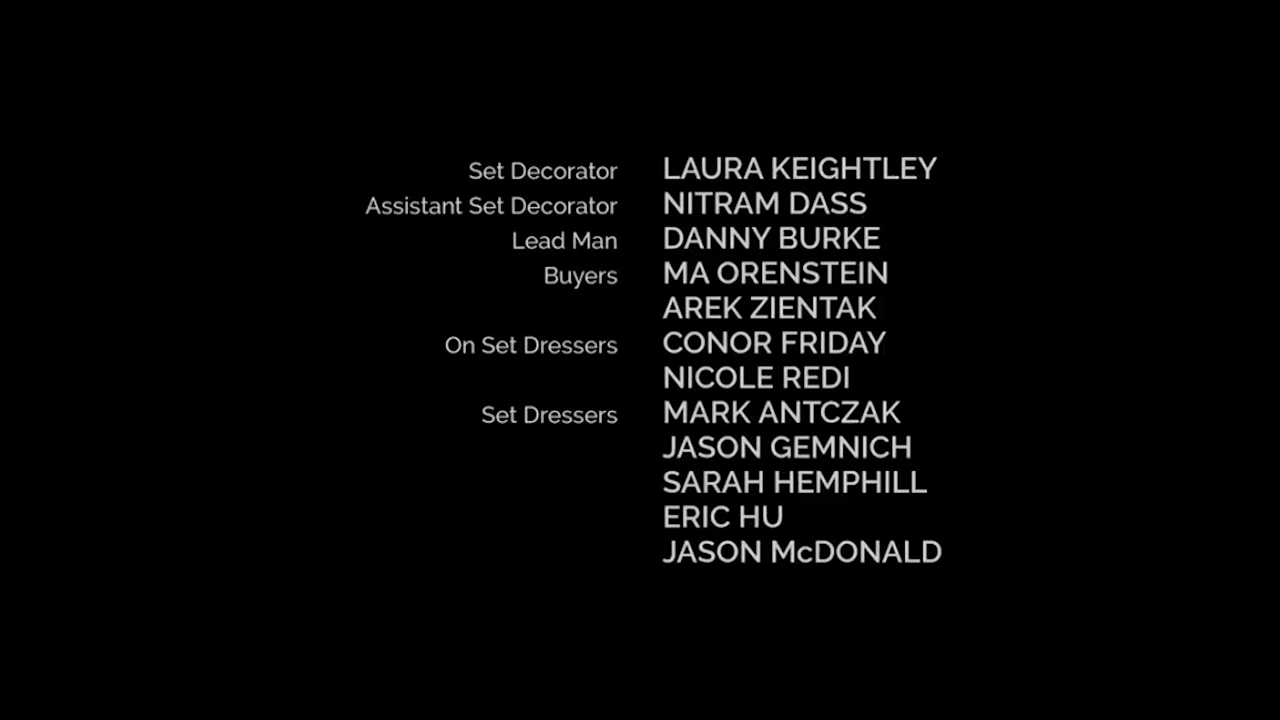 Set Decorator LAURA KEIGHTLEY
Assistant Set Decorator NITRAM DASS
Lead Man DANNY BURKE
Buyers MA ORENSTEIN
AREK ZIENTAK
On Set Dressers CONOR FRIDAY
NICOLE REDI
Set Dressers MARK ANTCZAK
JASON GEMNICH
SARAH HEMPHILL
ERIC HU
JASON McDONALD